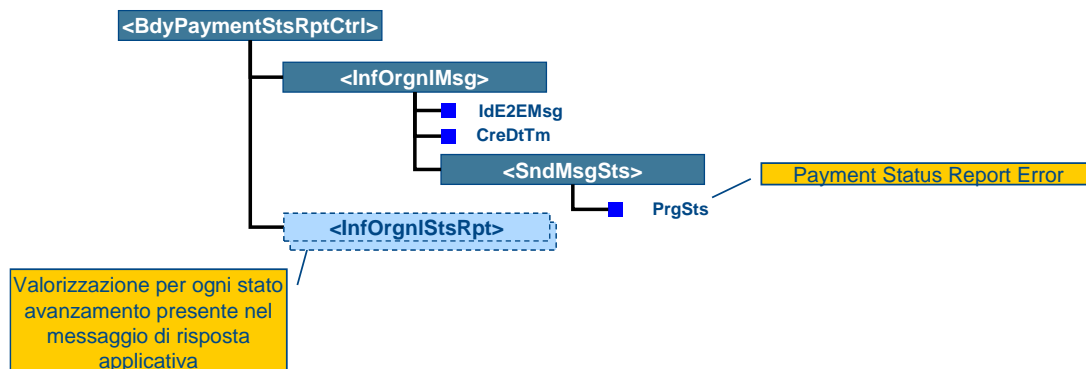 <BdyPaymentStsRptCtrl>
<InfOrgnlMsg>
IdE2EMsg
CreDtTm
<SndMsgSts>
Payment Status Report Error
PrgSts
<InfOrgnlStsRpt>
Valorizzazione per ogni stato
avanzamento presente nel
messaggio di risposta
applicativa